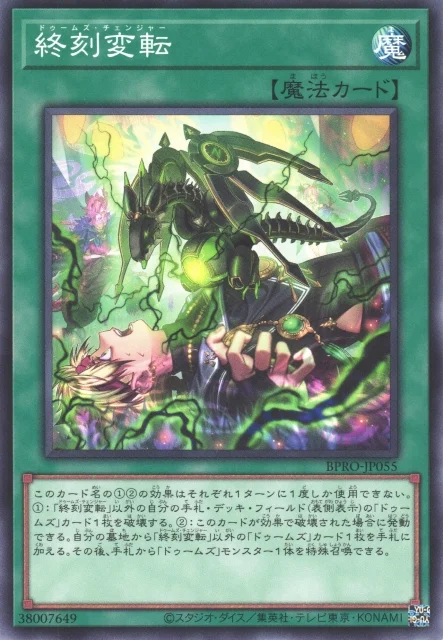 ドゥームズ・チェンジャー
終刻変転
魔
【魔法カード】
BPRO-JP055
このカード名の①②の効果はそれぞれ1ターンに1度しか使用できない。
①:「終刻変転」以外の自分の手札・デッキ・フィールド(表側表示)の「ドゥー
ムズ」カード1枚を破壊する。②:このカードが効果で破壊された場合に発動
できる。自分の墓地から「終刻変転」以外の「ドゥームズ」カード1枚を手札に
加える。その後、手札から「ドゥームズ」モンスター1体を特殊召喚できる。
38007649
©スタジオ・ダイス/集英社・テレビ東京・KONAMI